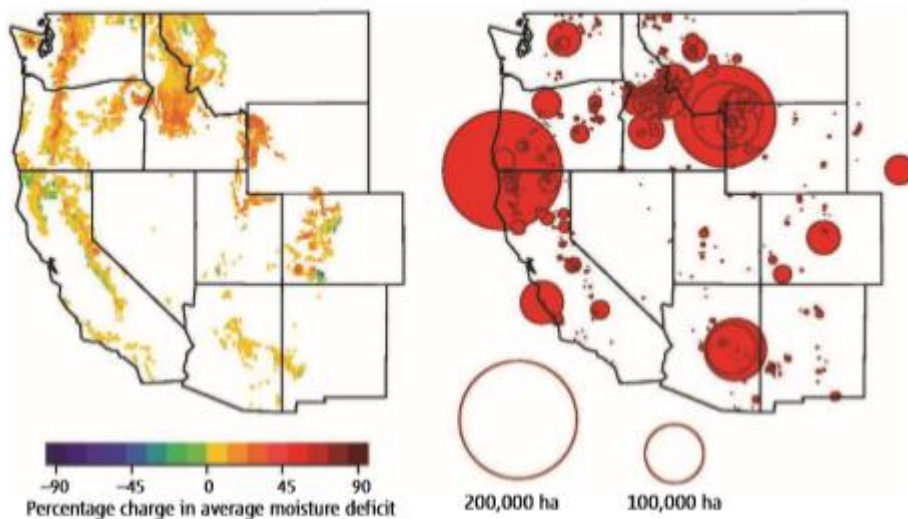 200,000 ha 100,000 ha
–90 –45 0 45 90
Percentage charge in average moisture deficit